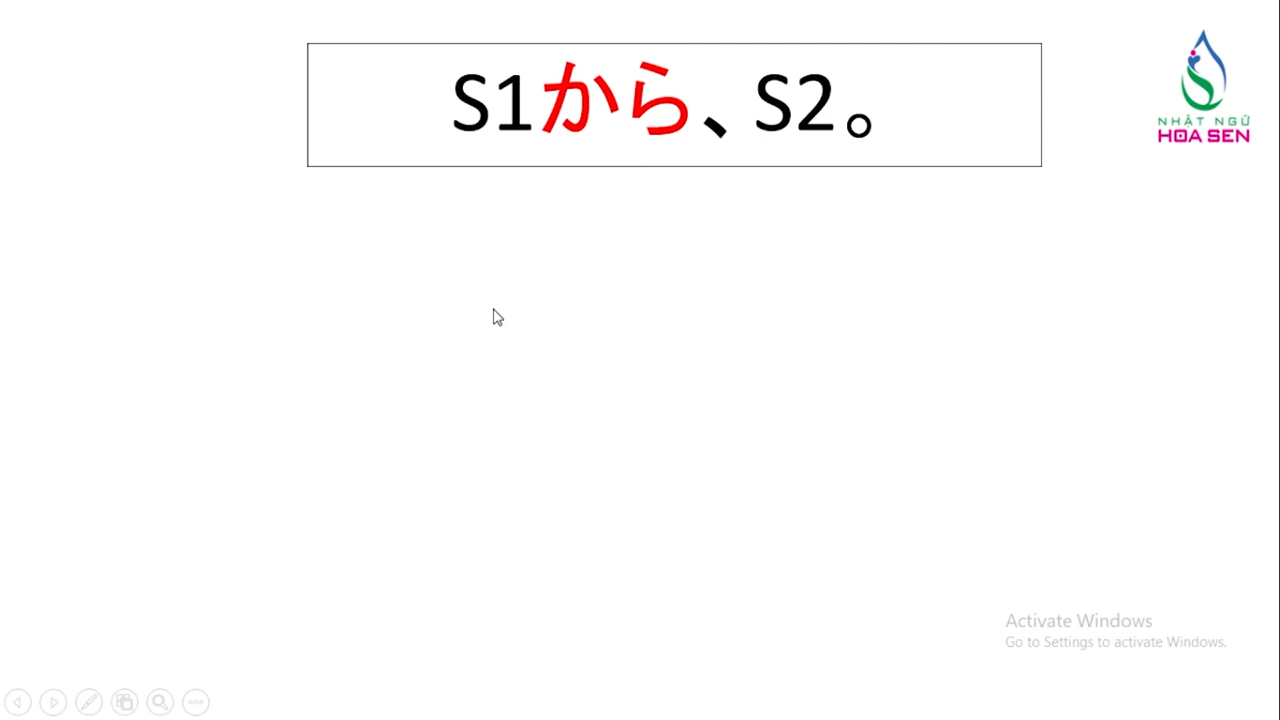 S1から、S2。
NHẬT NGỮ
HOA SEN
Activate Windows
Go to Settings to activate Windows.